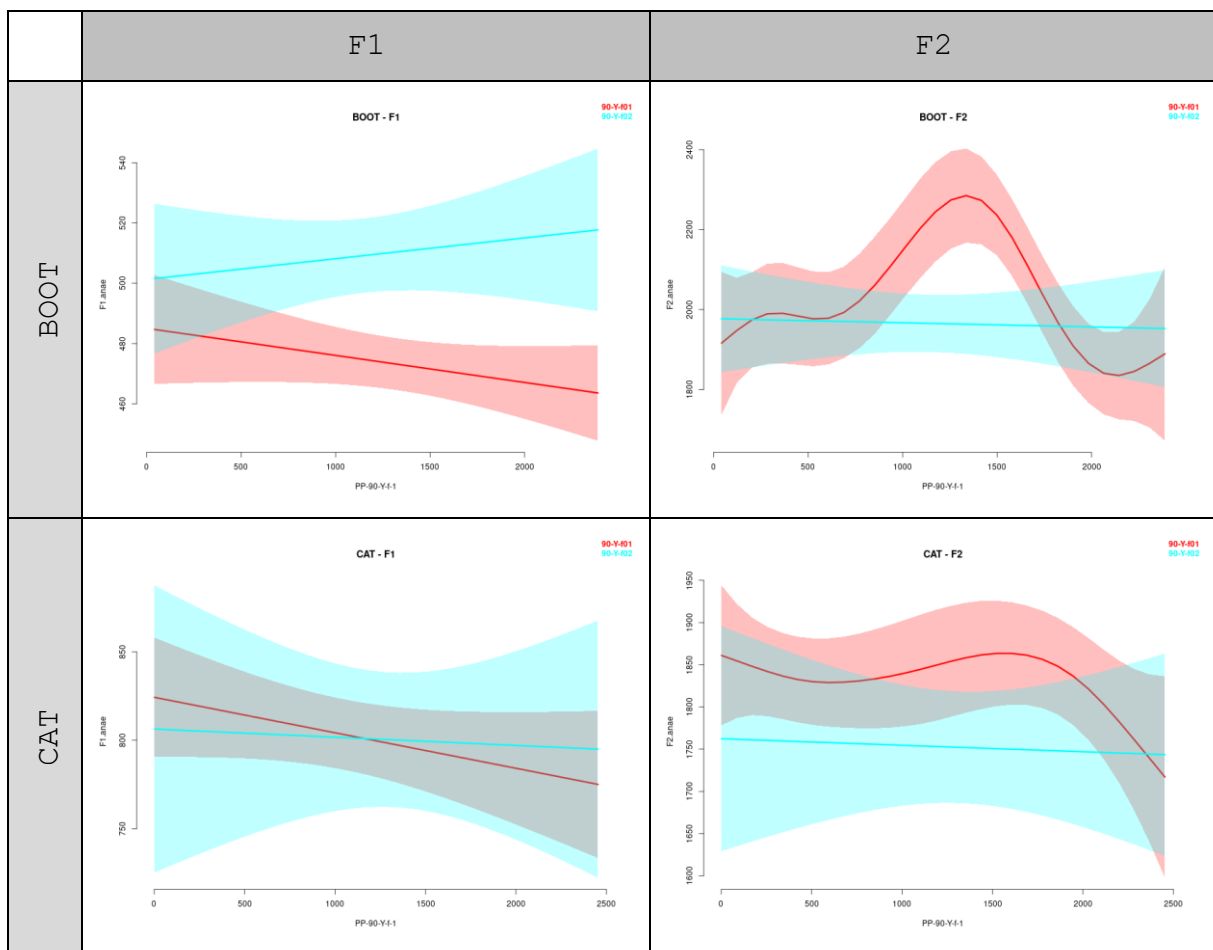 F1
F2
BOOT
BOOT - F1
90-Y-f01
90-Y-f02
F1.anae
540
520
500
480
460
0 500 1000 1500 2000
PP-90-Y-f-1
BOOT - F2
90-Y-f01
90-Y-f02
F2.anae
2400
2200
2000
1800
0 500 1000 1500 2000
PP-90-Y-f-1
CAT
CAT - F1
90-Y-f01
90-Y-f02
F1.anae
850
800
750
0 500 1000 1500 2000 2500
PP-90-Y-f-1
CAT - F2
90-Y-f01
90-Y-f02
F2.anae
1950
1900
1850
1800
1750
1700
1650
1600
0 500 1000 1500 2000 2500
PP-90-Y-f-1